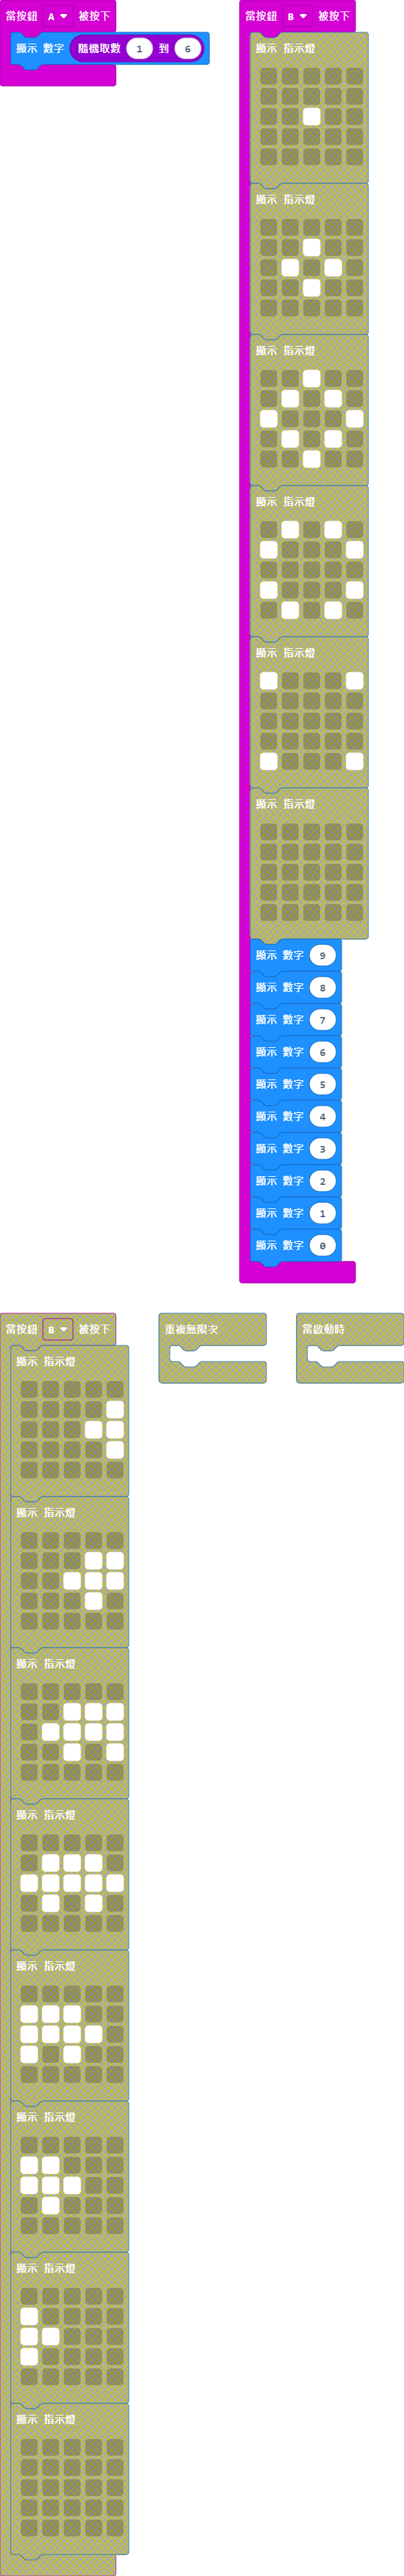 當按鈕 A 被按下
顯示 數字 隨機取數 1 到 6
當按鈕 B 被按下
顯示 指示燈
顯示 指示燈
顯示 指示燈
顯示 指示燈
顯示 指示燈
顯示 指示燈
顯示 數字 9
顯示 數字 8
顯示 數字 7
顯示 數字 6
顯示 數字 5
顯示 數字 4
顯示 數字 3
顯示 數字 2
顯示 數字 1
顯示 數字 0
當按鈕 B 被按下
顯示 指示燈
顯示 指示燈
顯示 指示燈
顯示 指示燈
顯示 指示燈
顯示 指示燈
顯示 指示燈
顯示 指示燈
重複無限次
當啟動時